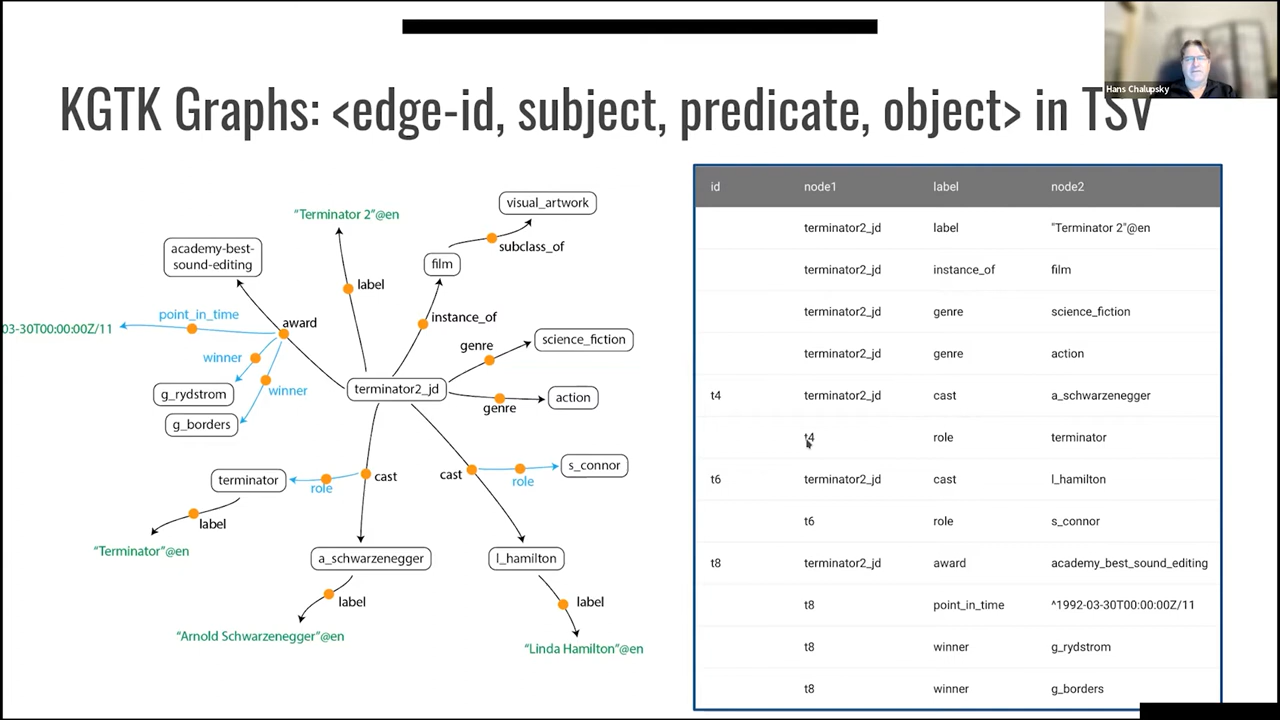 Hans Chalupsky
KGTK Graphs: <edge-id, subject, predicate, object> in TSV
visual_artwork
"Terminator 2"@en
academy-best-
sound-editing
subclass_of
film
label
point_in_time
award
instance_of
03-30T00:00:00Z/11
genre
science_fiction
winner
g_rydstrom
winner
terminator2_jd
action
genre
g_borders
terminator
role
cast
cast
role
s_connor
label
"Terminator"@en
a_schwarzenegger
l_hamilton
label
label
"Arnold Schwarzenegger"@en
"Linda Hamilton"@en
id node1 label node2
terminator2_jd label "Terminator 2"@en
terminator2_jd instance_of film
terminator2_jd genre science_fiction
terminator2_jd genre action
t4 terminator2_jd cast a_schwarzenegger
t4 role terminator
t6 terminator2_jd cast l_hamilton
t6 role s_connor
t8 terminator2_jd award academy_best_sound_editing
t8 point_in_time ^1992-03-30T00:00:00Z/11
t8 winner g_rydstrom
t8 winner g_borders